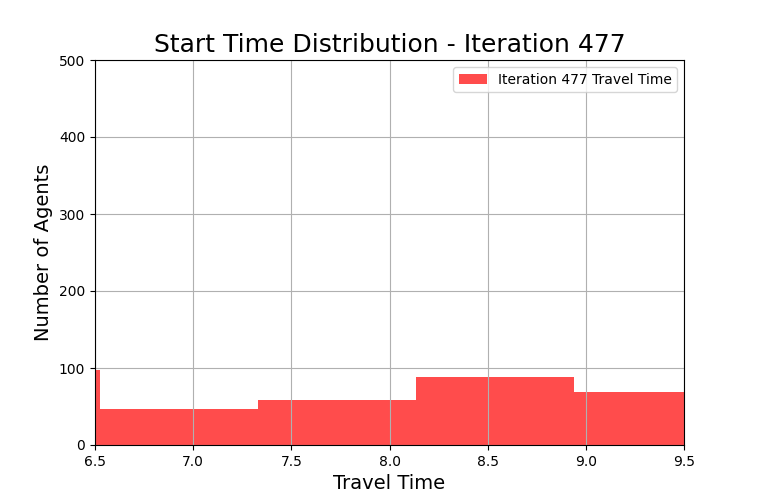 Start Time Distribution - Iteration 477
Iteration 477 Travel Time
Number of Agents
500
400
300
200
100
0
6.5 7.0 7.5 8.0 8.5 9.0 9.5
Travel Time